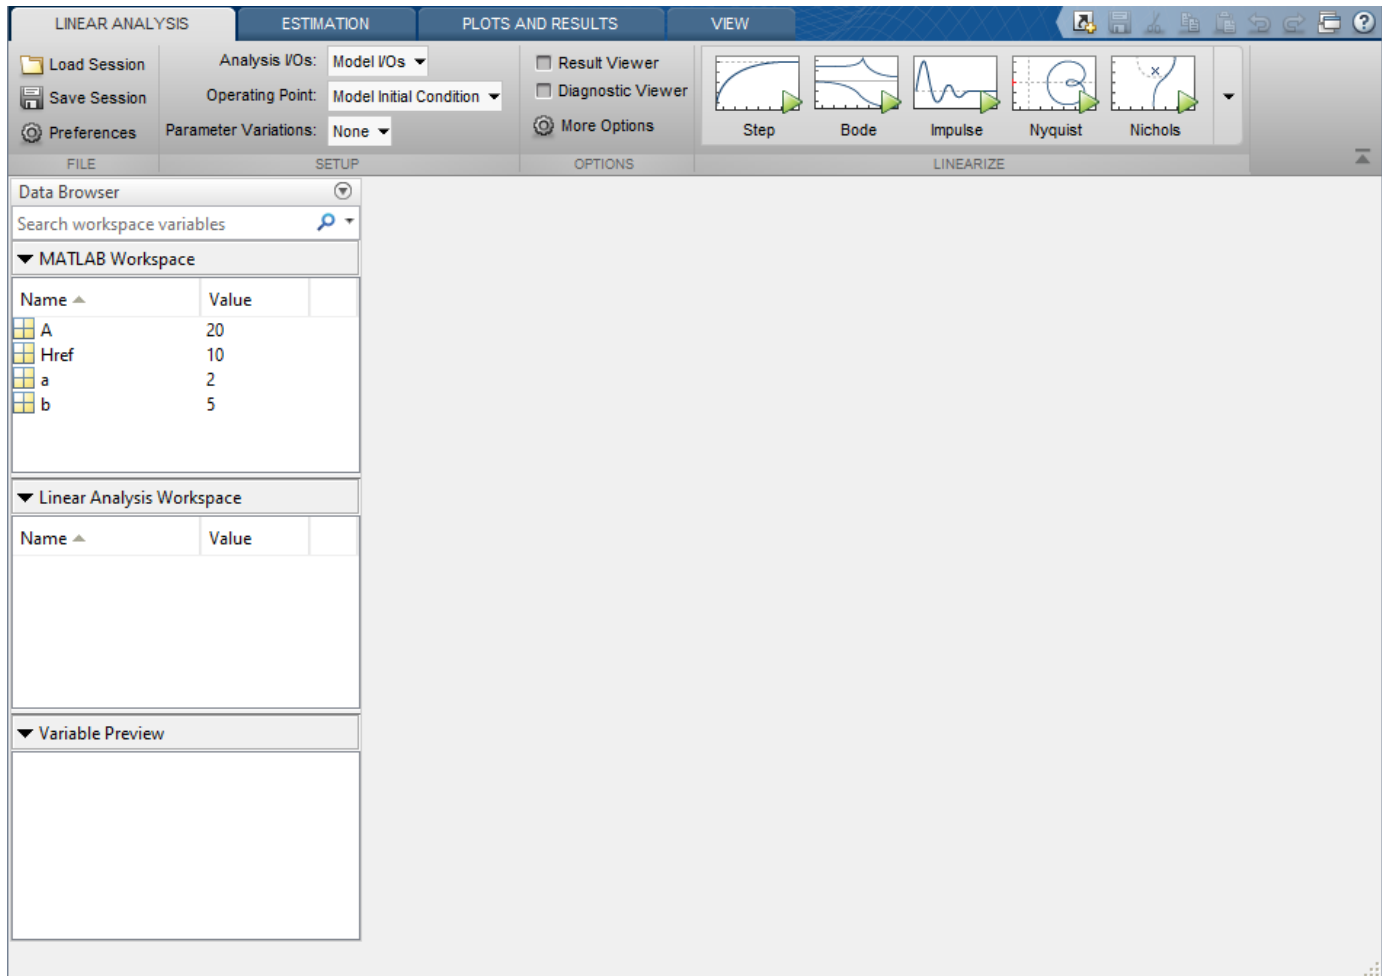 LINEAR ANALYSIS ESTIMATION PLOTS AND RESULTS VIEW
Load Session
Save Session
Preferences
FILE
Analysis I/Os: Model I/Os
Operating Point: Model Initial Condition
Parameter Variations: None
SETUP
Result Viewer
Diagnostic Viewer
More Options
OPTIONS
Step Bode Impulse Nyquist Nichols
LINEARIZE
Data Browser
Search workspace variables
MATLAB Workspace
Name Value
A 20
Href 10
a 2
b 5
Linear Analysis Workspace
Name Value
Variable Preview